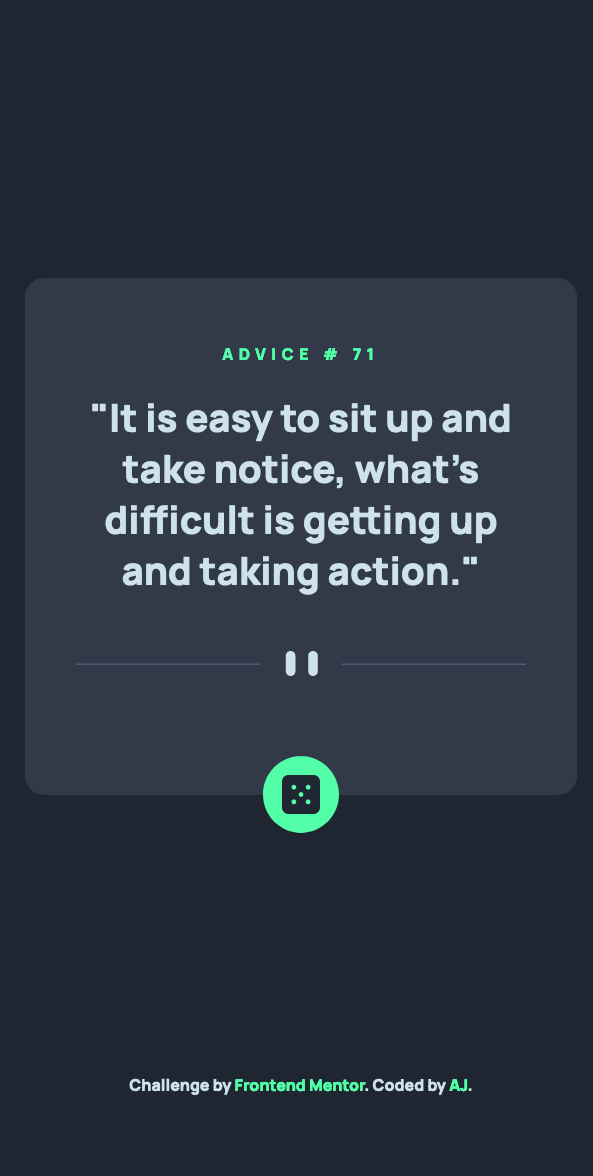 ADVICE # 71
"It is easy to sit up and
take notice, what's
difficult is getting up
and taking action."
Challenge by Frontend Mentor. Coded by AJ.